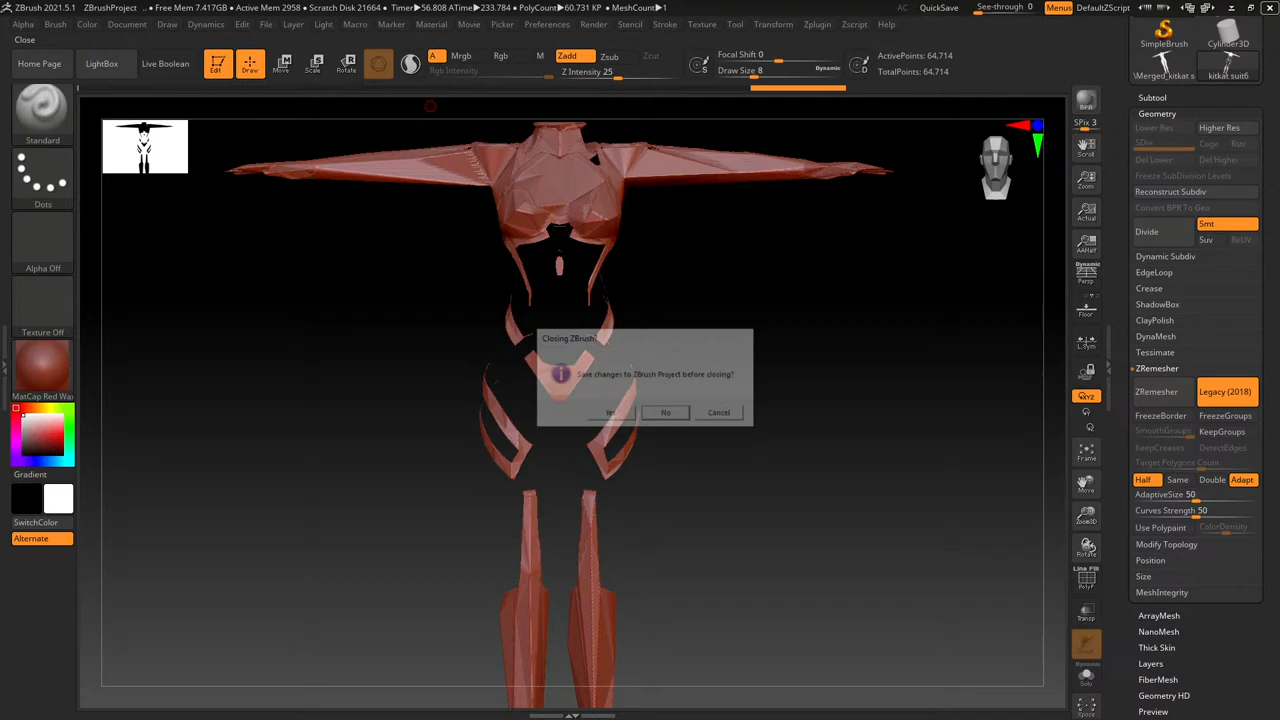 ZBrush 2021.5.1 ZBrushProject .. • Free Mem 7.417GB • Active Mem 2958 • Scratch Disk 21664 • Timer▶56.808 ATime▶233.784 • PolyCount▶60.731 KP • MeshCount▶1 QuickSave See-through 0 Menus DefaultZScript
Alpha Brush Color Document Draw Dynamics Edit File Layer Light Macro Marker Material Movie Picker Preferences Render Stencil Stroke Texture Tool Transform Zplugin Zscript Help
Close
Home Page LightBox Live Boolean Edit Draw Move Scale Rotate A Mrgb Rgb M Zadd Zsub Zcut
Rgb Intensity Z Intensity 25
Focal Shift 0
Draw Size 8 Dynamic
ActivePoints: 64,714
TotalPoints: 64,714
Standard
Dots
Alpha Off
Texture Off
MatCap Red Wax
Gradient
SwitchColor
Alternate
Closing ZBrush?
Save changes to ZBrush Project before closing?
Yes No Cancel
BPR
SPix 3
Scroll
Zoom
Actual
AAHalf
Dynamic
Persp
Floor
L.Sym
XYZ
Frame
Move
Zoom3D
Rotate
Line Fill
PolyF
Transp
Dynamic
Solo
Xpose
SimpleBrush Cylinder3D
Merged_kitkat s kitkat suit6
Subtool
Geometry
Lower Res Higher Res
SDiv Cage Rstr
Del Lower Del Higher
Freeze SubDivision Levels
Reconstruct Subdiv
Convert BPR To Geo
Divide Smt
Suv ReUV
Dynamic Subdiv
EdgeLoop
Crease
ShadowBox
ClayPolish
DynaMesh
Tessimate
ZRemesher
ZRemesher Legacy (2018)
FreezeBorder FreezeGroups
SmoothGroups KeepGroups
KeepCreases DetectEdges
Target Polygons Count
Half Same Double Adapt
AdaptiveSize 50
Curves Strength 50
Use Polypaint ColorDensity
Modify Topology
Position
Size
MeshIntegrity
ArrayMesh
NanoMesh
Thick Skin
Layers
FiberMesh
Geometry HD
Preview